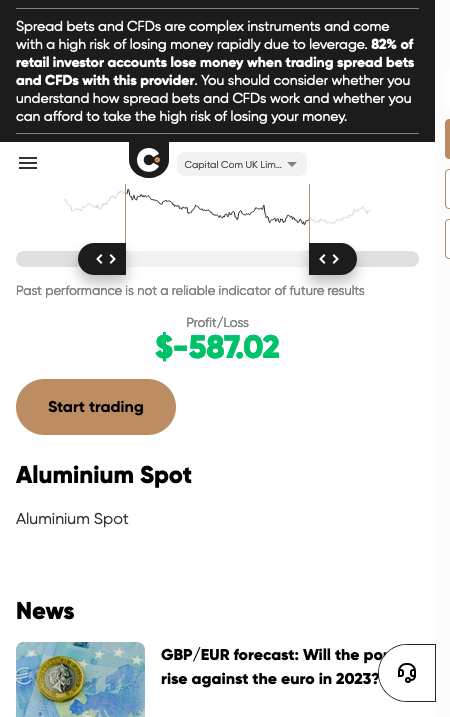 Spread bets and CFDs are complex instruments and come
with a high risk of losing money rapidly due to leverage. 82% of
retail investor accounts lose money when trading spread bets
and CFDs with this provider. You should consider whether you
understand how spread bets and CFDs work and whether you
can afford to take the high risk of losing your money.
Capital Com UK Lim...
Past performance is not a reliable indicator of future results
Profit/Loss
$-587.02
Start trading
Aluminium Spot
Aluminium Spot
News
GBP/EUR forecast: Will the
rise against the euro in 2023?